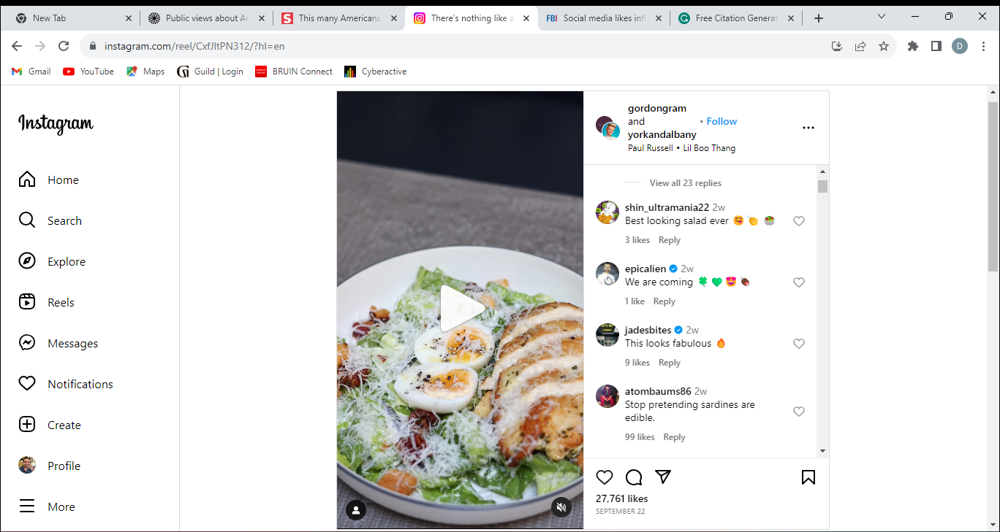 New Tab
Public views about Am
This many Americans
There's nothing like a
FBI
Social media likes infl
Free Citation Generat
instagram.com/reel/CxfJltPN312/?hl=en
D
Gmail
YouTube
Maps
Guild | Login
BRUIN Connect
Cyberactive
Instagram
Home
Search
Explore
Reels
Messages
Notifications
Create
Profile
More
gordongram
and
• Follow
yorkandalbany
Paul Russell • Lil Boo Thang
View all 23 replies
shin_ultramania22 2w
Best looking salad ever 😋 👏 🥗
3 likes Reply
epicalien 2w
We are coming 🍀 💚 😍 🍫
1 like Reply
jadesbites 2w
This looks fabulous 🔥
9 likes Reply
atombaums86 2w
Stop pretending sardines are
edible.
99 likes Reply
27,761 likes
SEPTEMBER 22